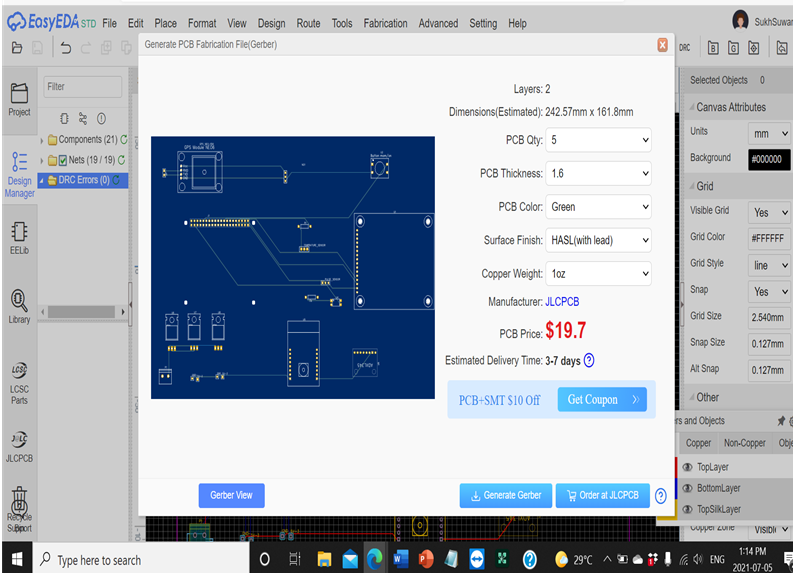 EasyEDA STD File Edit Place Format View Design Route Tools Fabrication Advanced Setting Help SukhSuwar
DRC
Generate PCB Fabrication File(Gerber)
Project
Design Manager
EELib
Library
LCSC Parts
JLCPCB
Recycle Bin
Support
Filter
Components (21)
Nets (19 / 19)
DRC Errors (0)
Layers: 2
Dimensions(Estimated): 242.57mm x 161.8mm
PCB Qty: 5
PCB Thickness: 1.6
PCB Color: Green
Surface Finish: HASL(with lead)
Copper Weight: 1oz
Manufacturer: JLCPCB
PCB Price: $19.7
Estimated Delivery Time: 3-7 days
PCB+SMT $10 Off Get Coupon
Gerber View
Generate Gerber
Order at JLCPCB
Selected Objects 0
Canvas Attributes
Units mm
Background #000000
Grid
Visible Grid Yes
Grid Color #FFFFFF
Grid Style line
Snap Yes
Grid Size 2.540mm
Snap Size 0.127mm
Alt Snap 0.127mm
Other
rs and Objects
Copper Non-Copper Obje
TopLayer
BottomLayer
TopSilkLayer
Copper Zone Visibl
Type here to search
29°C
ENG
1:14 PM
2021-07-05